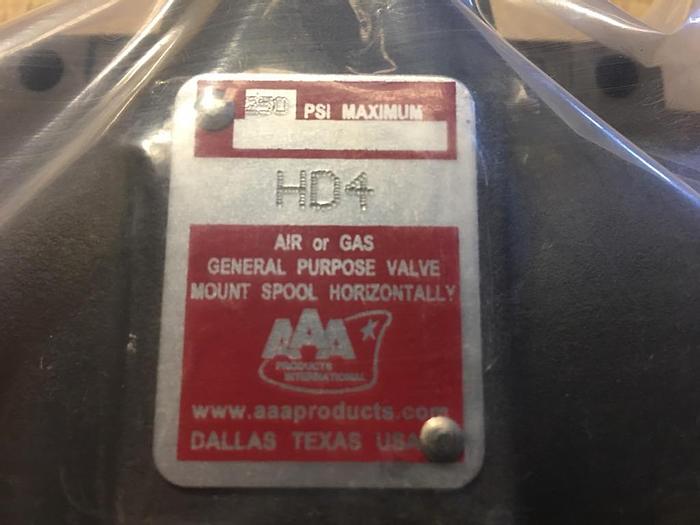 250 PSI MAXIMUM
HD4
AIR or GAS
GENERAL PURPOSE VALVE
MOUNT SPOOL HORIZONTALLY
AAA
PRODUCTS
INTERNATIONAL
www.aaaproducts.com
DALLAS TEXAS USA